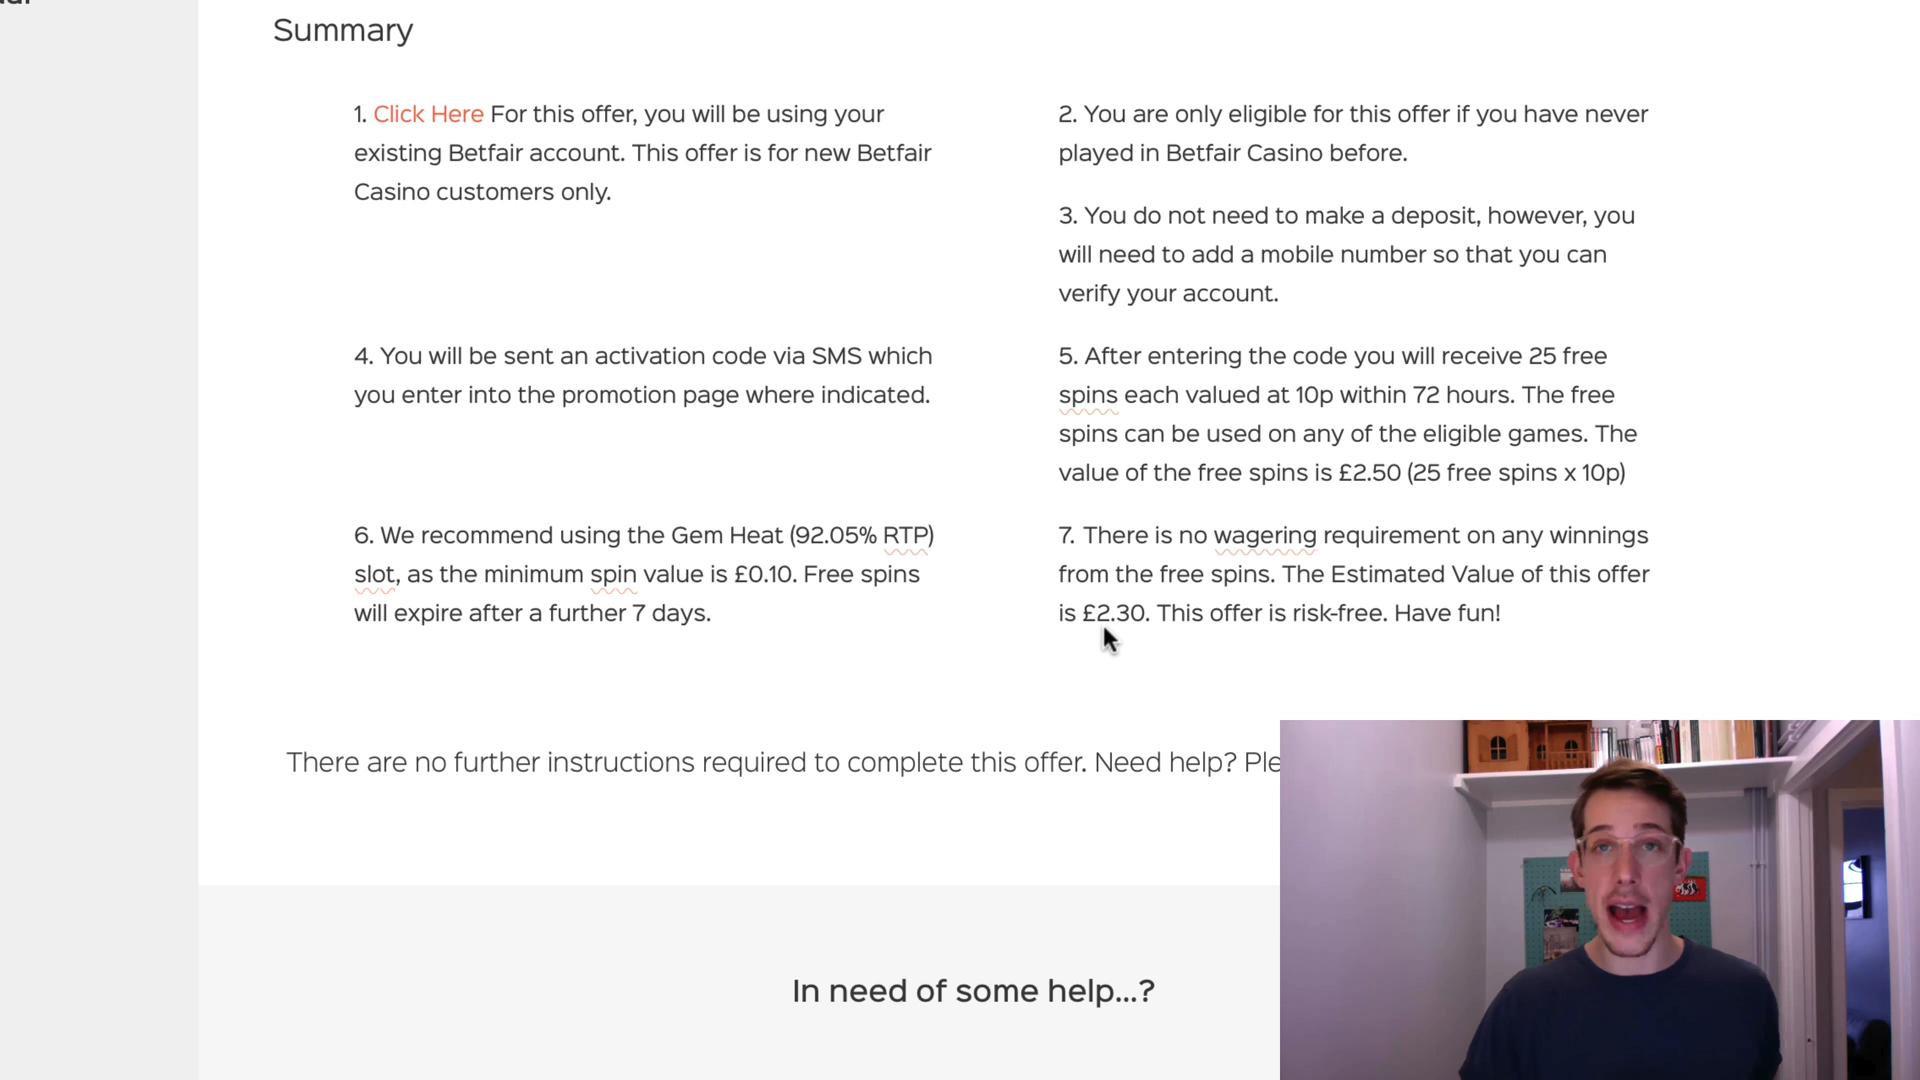 Summary
1. Click Here For this offer, you will be using your
existing Betfair account. This offer is for new Betfair
Casino customers only.
2. You are only eligible for this offer if you have never
played in Betfair Casino before.
3. You do not need to make a deposit, however, you
will need to add a mobile number so that you can
verify your account.
4. You will be sent an activation code via SMS which
you enter into the promotion page where indicated.
5. After entering the code you will receive 25 free
spins each valued at 10p within 72 hours. The free
spins can be used on any of the eligible games. The
value of the free spins is £2.50 (25 free spins x 10p)
6. We recommend using the Gem Heat (92.05% RTP)
slot, as the minimum spin value is £0.10. Free spins
will expire after a further 7 days.
7. There is no wagering requirement on any winnings
from the free spins. The Estimated Value of this offer
is £2.30. This offer is risk-free. Have fun!
There are no further instructions required to complete this offer. Need help? Ple
In need of some help...?